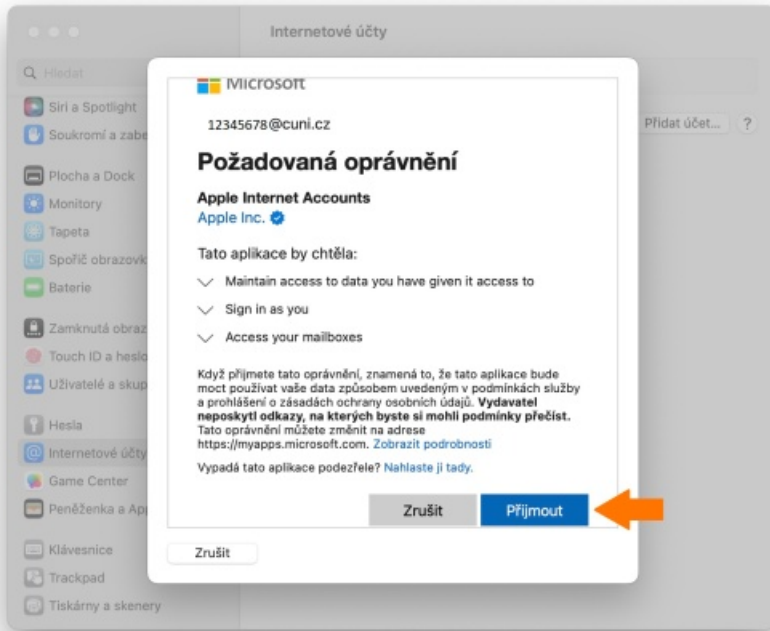 Internetové účty
Hledat
Siri a Spotlight
Soukromí a zabe
Plocha a Dock
Monitory
Tapeta
Spořič obrazovk
Baterie
Zamknutá obraz
Touch ID a heslo
Uživatelé a skup
Hesla
Internetové účty
Game Center
Peněženka a App
Klávesnice
Trackpad
Tiskárny a skenery
Přidat účet...
?
Microsoft
12345678@cuni.cz
Požadovaná oprávnění
Apple Internet Accounts
Apple Inc.
Tato aplikace by chtěla:
Maintain access to data you have given it access to
Sign in as you
Access your mailboxes
Když přijmete tato oprávnění, znamená to, že tato aplikace bude
moct používat vaše data způsobem uvedeným v podmínkách služby
a prohlášení o zásadách ochrany osobních údajů. Vydavatel
neposkytl odkazy, na kterých byste si mohli podmínky přečíst.
Tato oprávnění můžete změnit na adrese
https://myapps.microsoft.com. Zobrazit podrobnosti
Vypadá tato aplikace podezřele? Nahlaste ji tady.
Zrušit
Přijmout
Zrušit